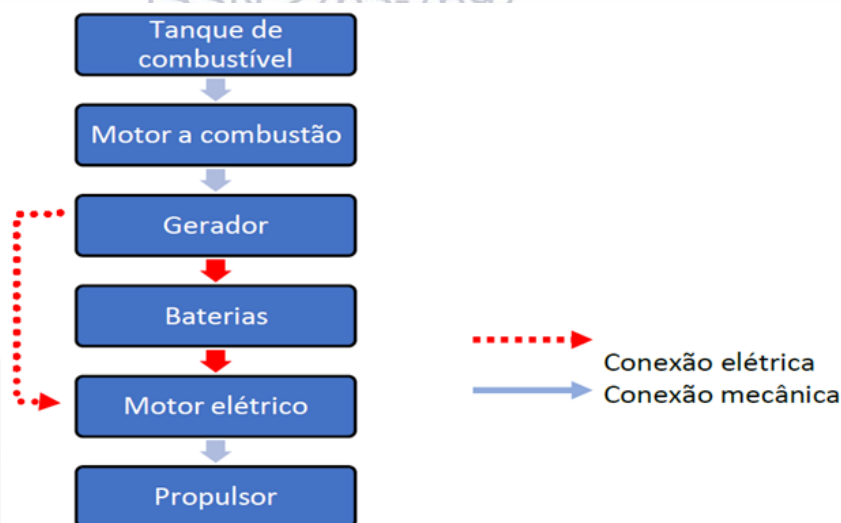 Tanque de
combustível
Motor a combustão
Gerador
Baterias
Motor elétrico
Propulsor
Conexão elétrica
Conexão mecânica